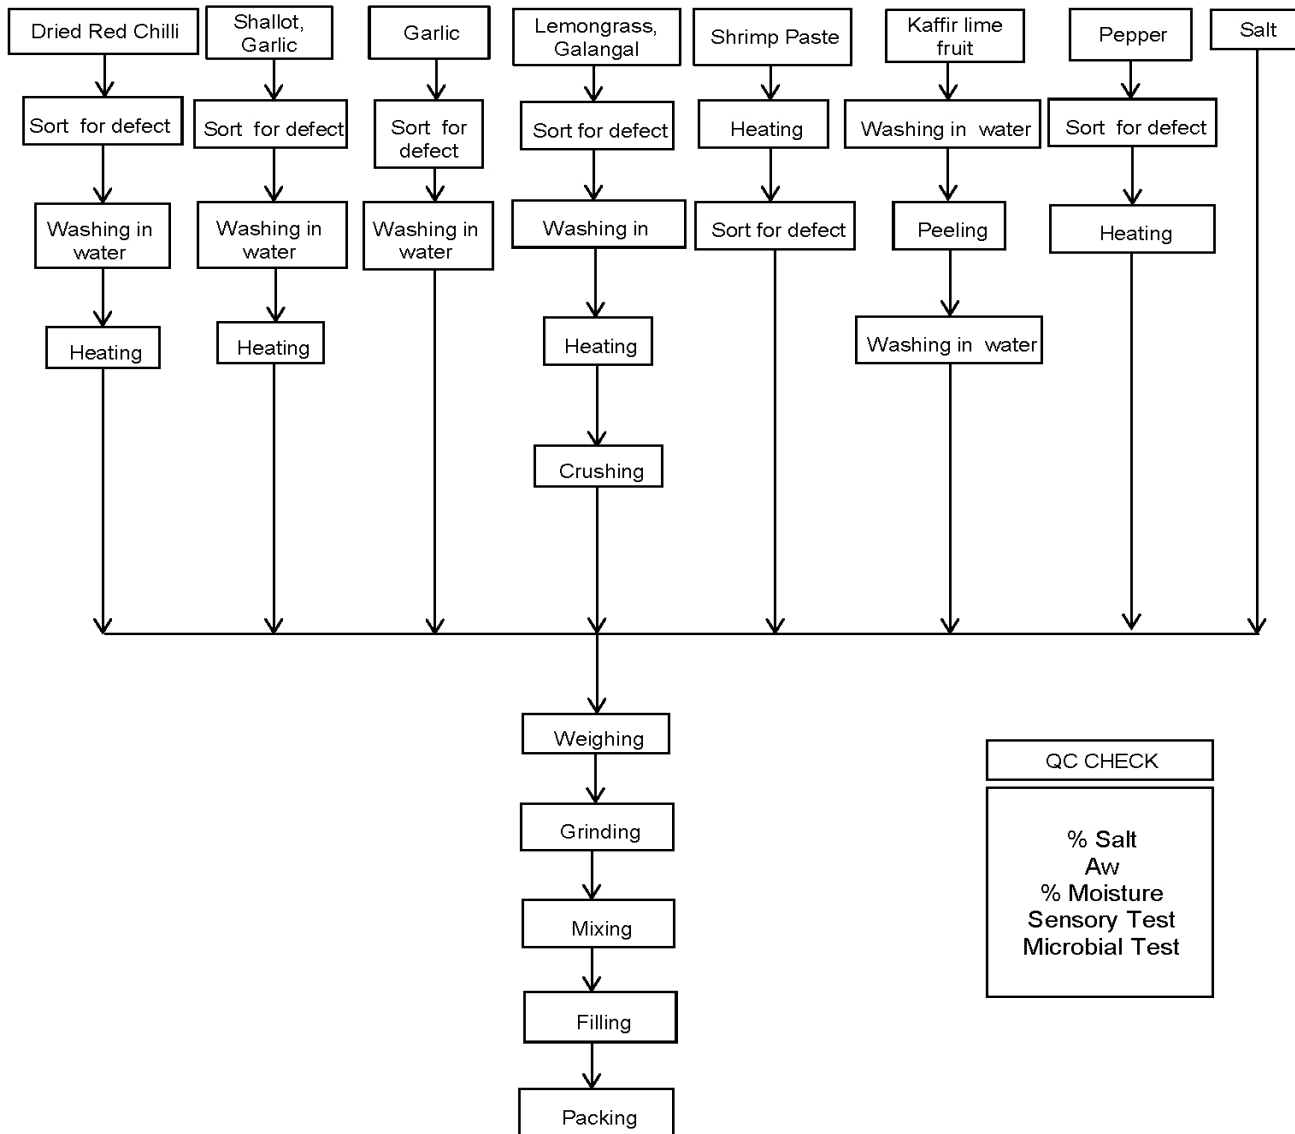 Dried Red Chilli
Shallot,
Garlic
Garlic
Lemongrass,
Galangal
Shrimp Paste
Kaffir lime
fruit
Pepper
Salt
Sort for defect
Sort for defect
Sort for
defect
Sort for defect
Heating
Washing in water
Sort for defect
Washing in
water
Washing in
water
Washing in
water
Washing in
Sort for defect
Peeling
Heating
Heating
Heating
Heating
Washing in water
Crushing
Weighing
Grinding
Mixing
Filling
Packing
QC CHECK
% Salt
Aw
% Moisture
Sensory Test
Microbial Test